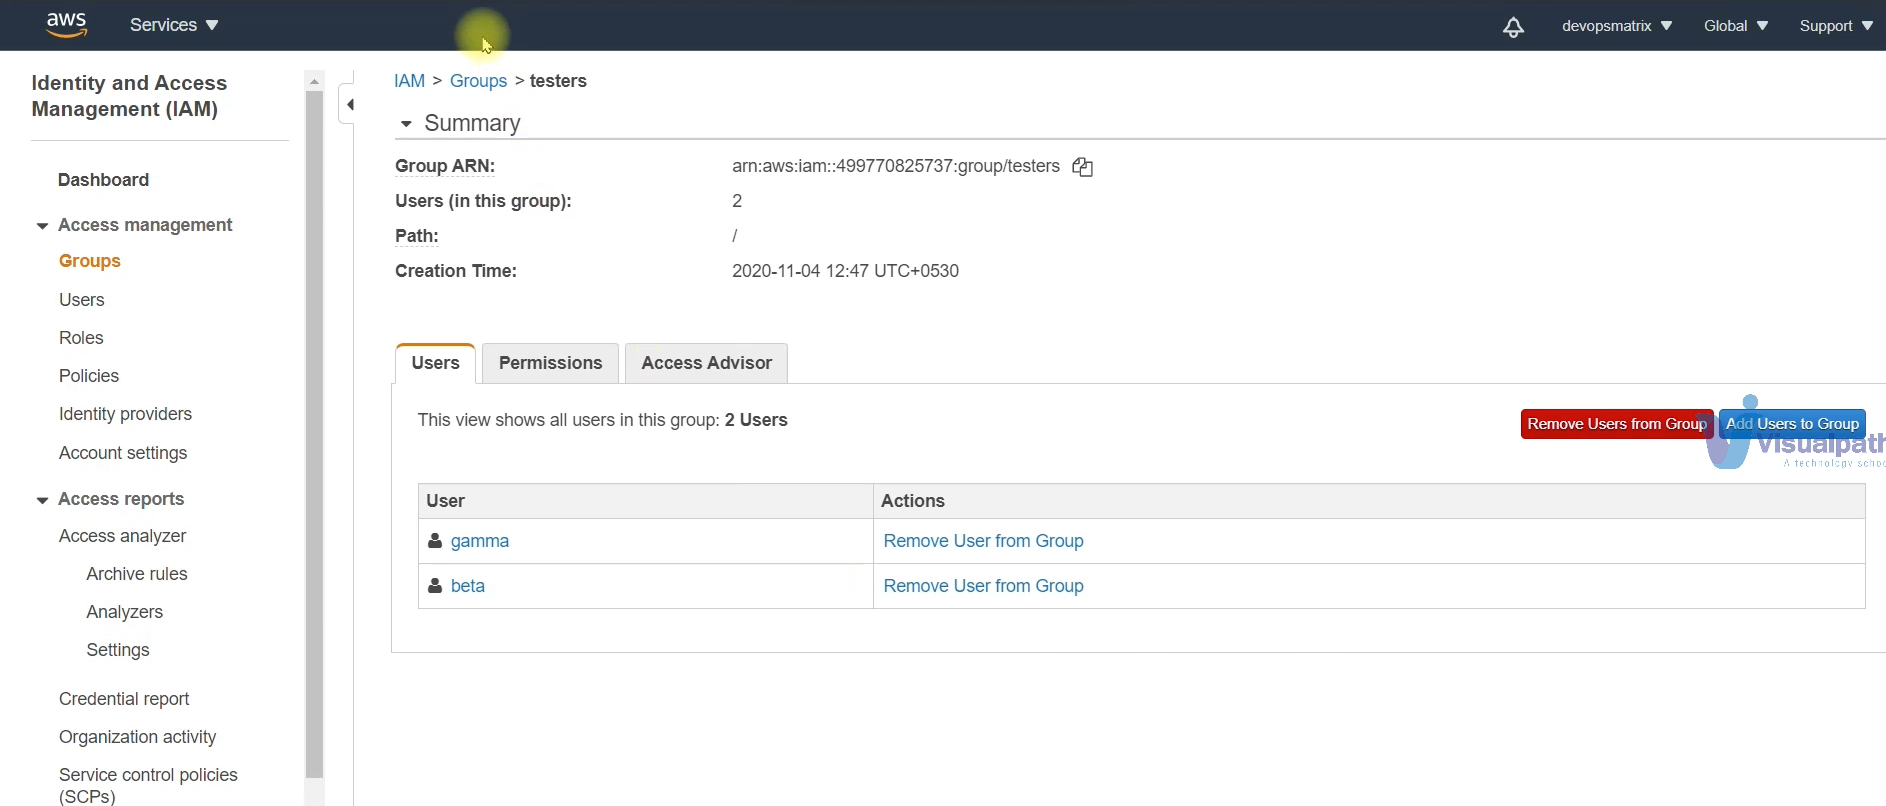 aws
Services
devopsmatrix
Global
Support
Identity and Access
Management (IAM)
Dashboard
Access management
Groups
Users
Roles
Policies
Identity providers
Account settings
Access reports
Access analyzer
Archive rules
Analyzers
Settings
Credential report
Organization activity
Service control policies
(SCPs)
IAM > Groups > testers
Summary
Group ARN: arn:aws:iam::499770825737:group/testers
Users (in this group): 2
Path: /
Creation Time: 2020-11-04 12:47 UTC+0530
Users Permissions Access Advisor
This view shows all users in this group: 2 Users
Remove Users from Group Add Users to Group
Visualpath
A technology schoo
User Actions
gamma Remove User from Group
beta Remove User from Group